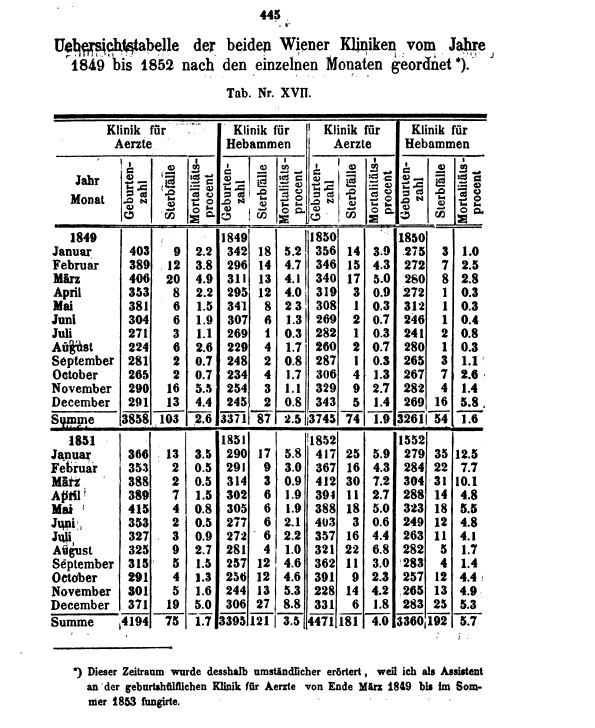 445
Uebersichtstabelle der beiden Wiener Kliniken vom Jahre
1849 bis 1852 nach den einzelnen Monaten geordnet*).
Tab. Nr. XVII.
Klinik für Aerzte | Klinik für Hebammen | Klinik für Aerzte | Klinik für Hebammen
Jahr Monat | Geburten-zahl | Sterbfälle | Mortalitäts-procent | Geburten-zahl | Sterbfälle | Mortalitäts-procent | Geburten-zahl | Sterbfälle | Mortalitäts-procent | Geburten-zahl | Sterbfälle | Mortalitäts-procent
1849 | 1849 | 1850 | 1850
Januar 403 9 2.2 342 18 5.2 356 14 3.9 275 3 1.0
Februar 389 12 3.8 296 14 4.7 346 15 4.3 272 7 2.5
März 406 20 4.9 311 13 4.1 340 17 5.0 280 8 2.8
April 353 8 2.2 295 12 4.0 319 3 0.9 272 1 0.3
Mai 381 6 1.5 341 8 2.3 308 1 0.3 312 1 0.3
Juni 304 6 1.9 307 6 1.3 269 2 0.7 246 1 0.4
Juli 271 3 1.1 269 1 0.3 282 1 0.3 241 2 0.8
August 224 6 2.6 229 4 1.7 260 2 0.7 280 1 0.3
September 281 2 0.7 248 2 0.8 287 1 0.3 265 3 1.1
October 265 2 0.7 234 4 1.7 306 4 1.3 267 7 2.6
November 290 16 5.5 254 3 1.1 329 9 2.7 282 4 1.4
December 291 13 4.4 245 2 0.8 343 5 1.4 269 16 5.8
Summe 3858 103 2.6 3371 87 2.5 3745 74 1.9 3261 54 1.6
1851 | 1851 | 1852 | 1552
Januar 366 13 3.5 290 17 5.8 417 25 5.9 279 35 12.5
Februar 353 2 0.5 291 9 3.0 367 16 4.3 284 22 7.7
März 388 2 0.5 314 3 0.9 412 30 7.2 304 31 10.1
April 389 7 1.5 302 6 1.9 394 11 2.7 288 14 4.8
Mai 415 4 0.8 305 6 1.9 388 18 5.0 323 18 5.5
Juni 353 2 0.5 277 6 2.1 403 3 0.6 249 12 4.8
Juli 327 3 0.9 272 6 2.2 357 16 4.4 263 11 4.1
August 325 9 2.7 281 4 1.0 321 22 6.8 282 5 1.7
September 315 5 1.5 257 12 4.6 362 11 3.0 283 4 1.4
October 291 4 1.3 256 12 4.6 391 9 2.3 257 12 4.4
November 301 5 1.6 244 13 5.3 228 14 4.2 265 13 4.9
December 371 19 5.0 306 27 8.8 331 6 1.8 283 25 5.3
Summe 4194 75 1.7 3395 121 3.5 4471 181 4.0 3360 192 5.7
*) Dieser Zeitraum wurde desshalb umständlicher erörtert, weil ich als Assistent
an der geburtshülflichen Klinik für Aerzte von Ende März 1849 bis im Som-
mer 1853 fungirte.